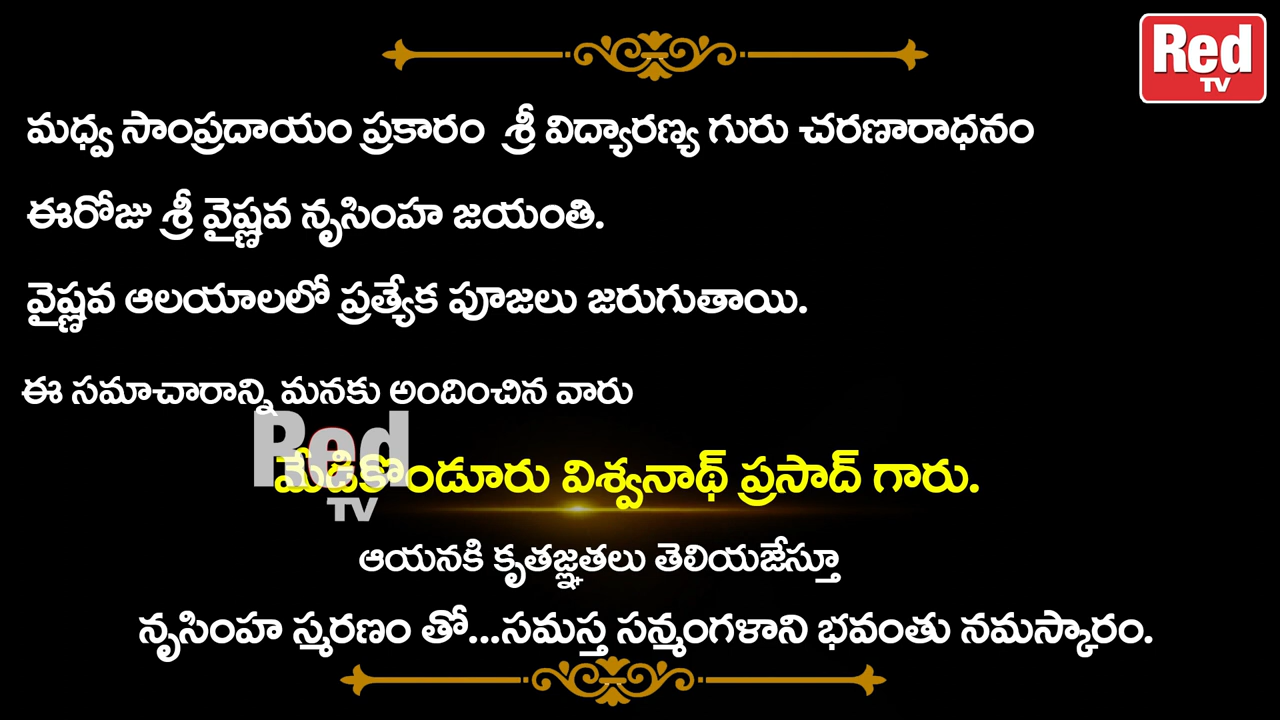 Red
TV
మధ్వ సాంప్రదాయం ప్రకారం శ్రీ విద్యారణ్య గురు చరణారాధనం
ఈరోజు శ్రీ వైష్ణవ నృసింహ జయంతి.
వైష్ణవ ఆలయాలలో ప్రత్యేక పూజలు జరుగుతాయి.
ఈ సమాచారాన్ని మనకు అందించిన వారు
Red
TV
మేడికొండూరు విశ్వనాథ్ ప్రసాద్ గారు.
ఆయనకి కృతజ్ఞతలు తెలియజేస్తూ
నృసింహ స్మరణం తో...సమస్త సన్మంగళాని భవంతు నమస్కారం.